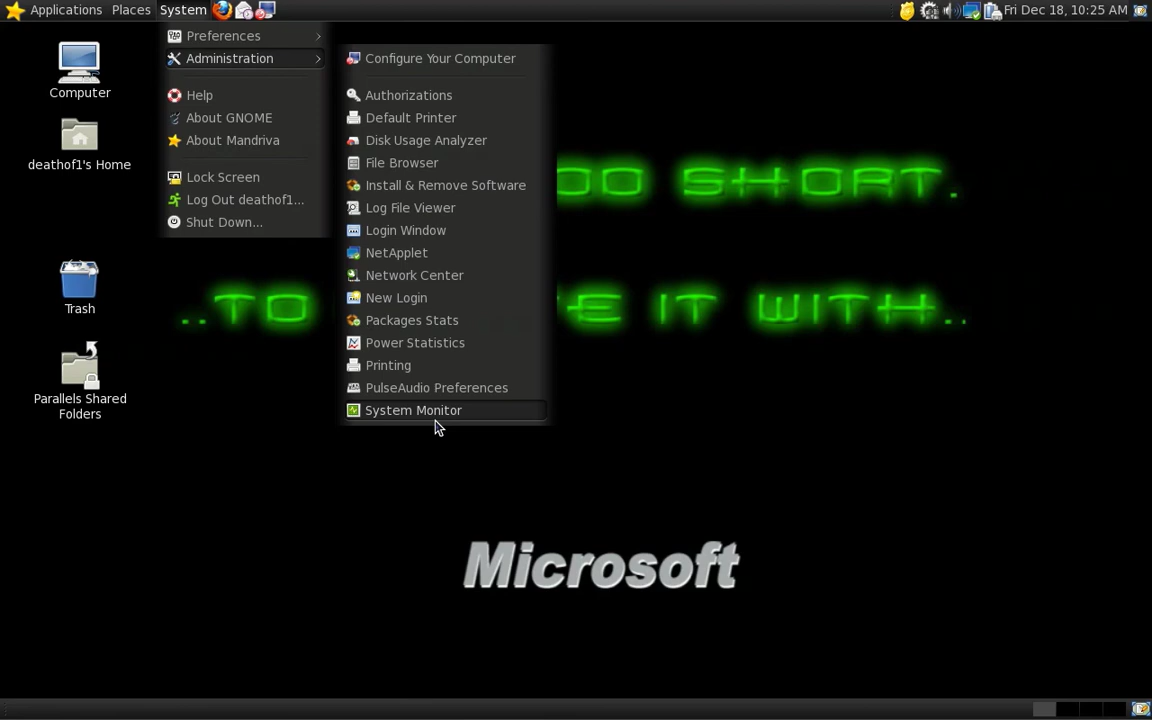 Applications Places System Fri Dec 18, 10:25 AM
Preferences
Administration
Help
About GNOME
About Mandriva
Lock Screen
Log Out deathof1...
Shut Down...
Configure Your Computer
Authorizations
Default Printer
Disk Usage Analyzer
File Browser
Install & Remove Software
Log File Viewer
Login Window
NetApplet
Network Center
New Login
Packages Stats
Power Statistics
Printing
PulseAudio Preferences
System Monitor
Computer
deathof1's Home
Trash
Parallels Shared
Folders
SHORT.
..TO IT WITH..
Microsoft